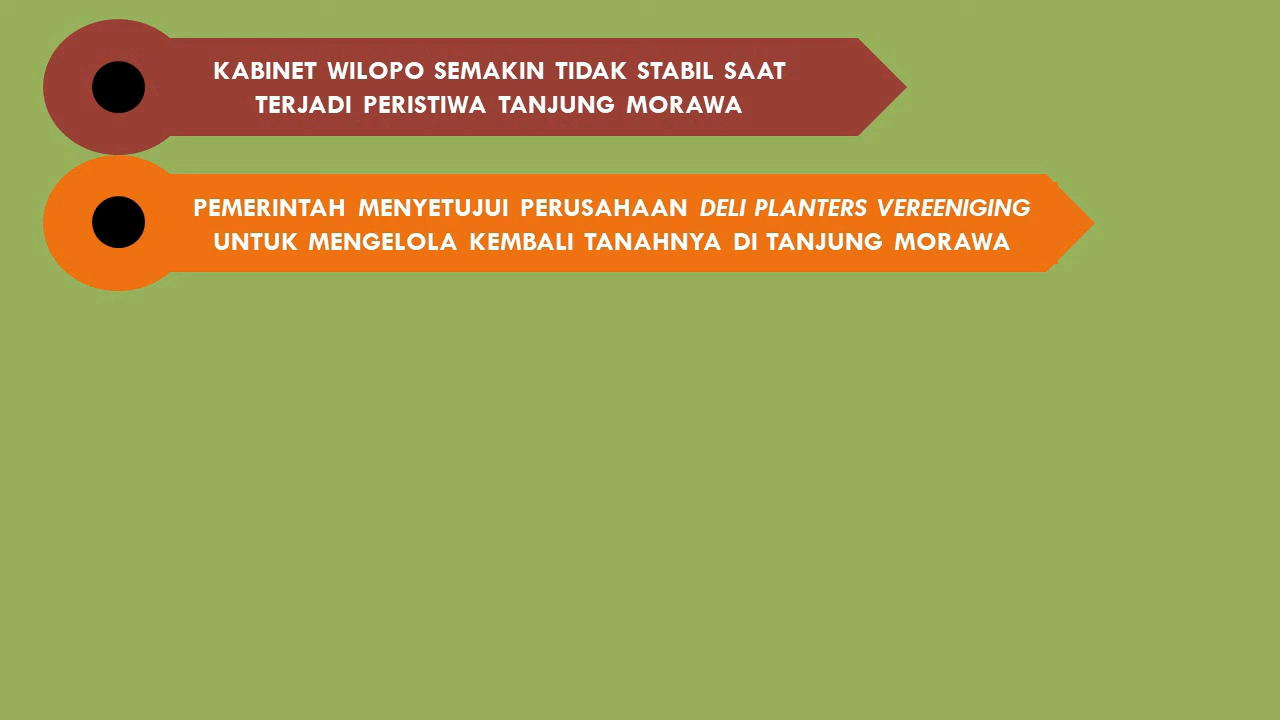 KABINET WILOPO SEMAKIN TIDAK STABIL SAAT
TERJADI PERISTIWA TANJUNG MORAWA
PEMERINTAH MENYETUJUI PERUSAHAAN DELI PLANTERS VEREENIGING
UNTUK MENGELOLA KEMBALI TANAHNYA DI TANJUNG MORAWA